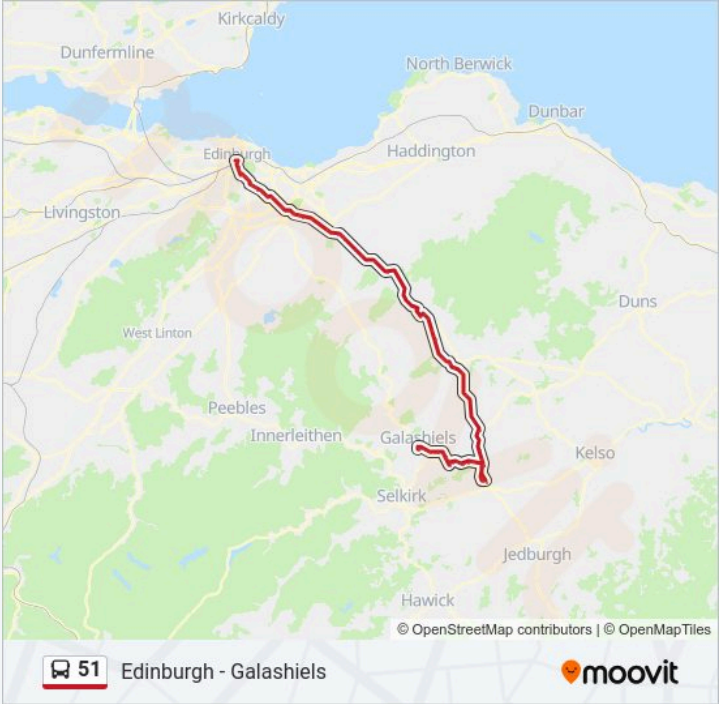 Kirkcaldy
Dunfermline
North Berwick
Dunbar
Edinburgh
Haddington
Livingston
Duns
West Linton
Peebles
Innerleithen
Galashiels
Kelso
Selkirk
Jedburgh
Hawick
© OpenStreetMap contributors | © OpenMapTiles
51 Edinburgh - Galashiels
moovit